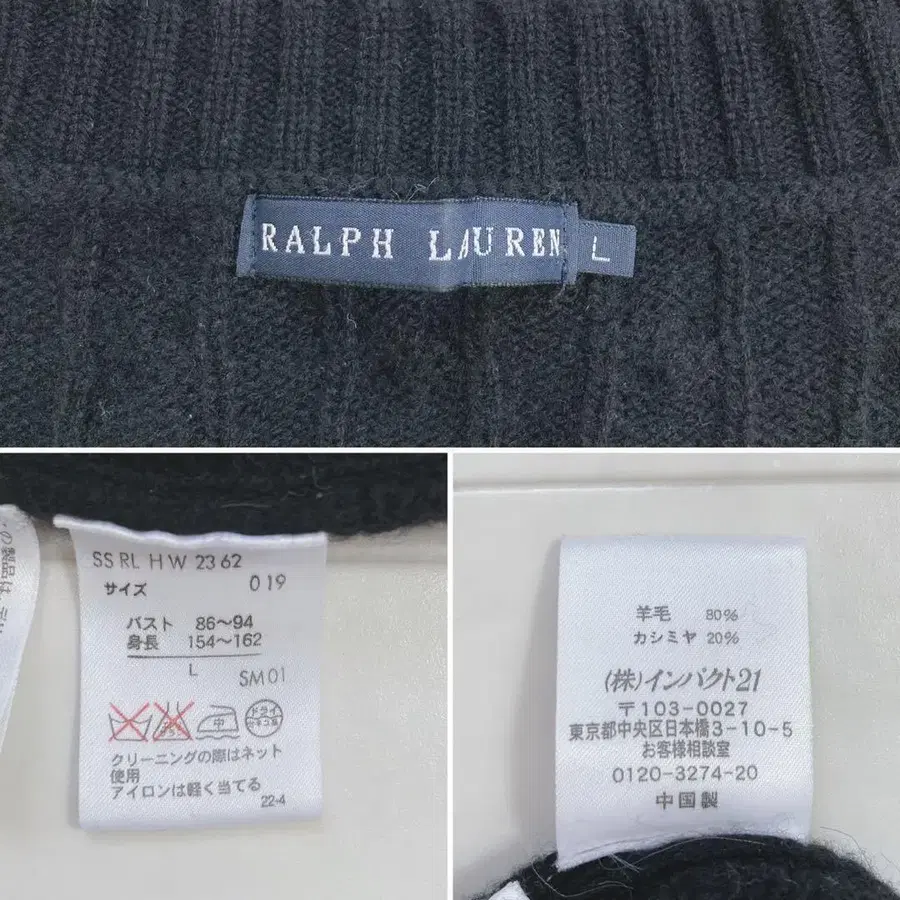 RALPH LAUREN
L
SS RL HW 23 62
サイズ 019
バスト 86～94
身長 154～162
L
SM01
中
ドライ
クリーニングの際はネット
使用
アイロンは軽く当てる
22-4
羊毛 80%
カシミヤ 20%
(株)インパクト21
〒103-0027
東京都中央区日本橋3-10-5
お客様相談室
0120-3274-20
中国製